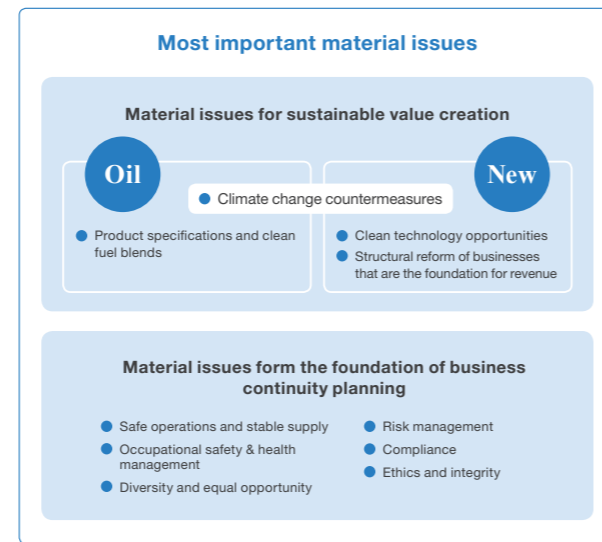 Most important material issues
Material issues for sustainable value creation
Oil
New
Climate change countermeasures
Product specifications and clean
fuel blends
Clean technology opportunities
Structural reform of businesses
that are the foundation for revenue
Material issues form the foundation of business
continuity planning
Safe operations and stable supply
Occupational safety & health
management
Diversity and equal opportunity
Risk management
Compliance
Ethics and integrity